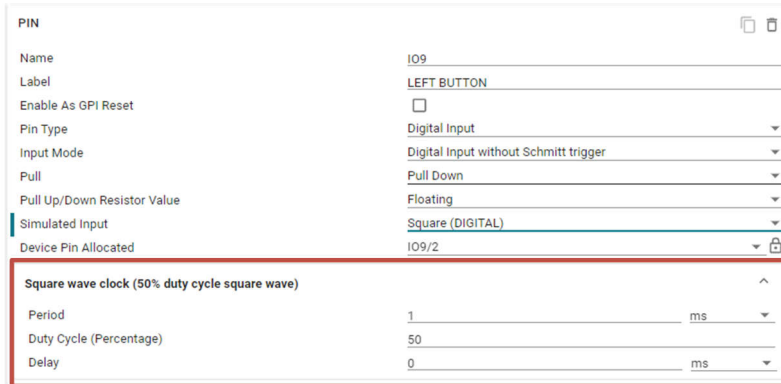 PIN
Name IO9
Label LEFT BUTTON
Enable As GPI Reset
Pin Type Digital Input
Input Mode Digital Input without Schmitt trigger
Pull Pull Down
Pull Up/Down Resistor Value Floating
Simulated Input Square (DIGITAL)
Device Pin Allocated IO9/2
Square wave clock (50% duty cycle square wave)
Period 1 ms
Duty Cycle (Percentage) 50
Delay 0 ms